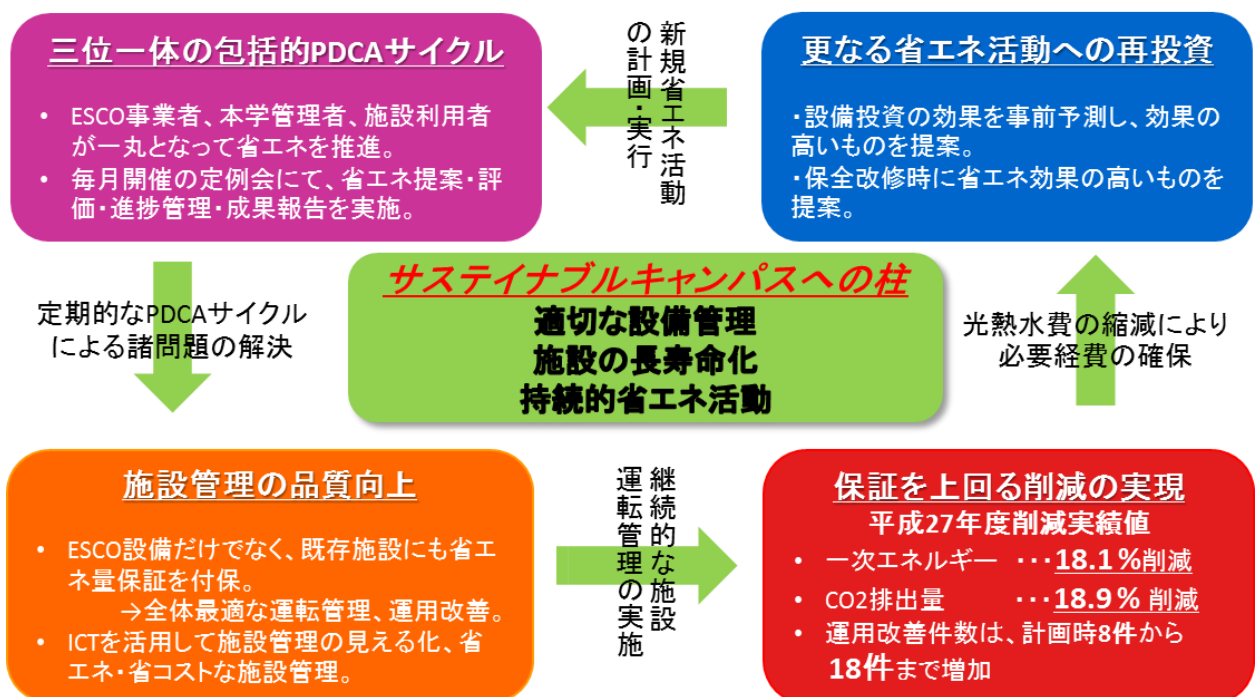 三位一体の包括的PDCAサイクル
• ESCO事業者、本学管理者、施設利用者
が一丸となって省エネを推進。
• 毎月開催の定例会にて、省エネ提案・評
価・進捗管理・成果報告を実施。
新規省エネ活動
の計画・実行
更なる省エネ活動への再投資
・設備投資の効果を事前予測し、効果の
高いものを提案。
・保全改修時に省エネ効果の高いものを
提案。
定期的なPDCAサイクル
による諸問題の解決
サステイナブルキャンパスへの柱
適切な設備管理
施設の長寿命化
持続的省エネ活動
光熱水費の縮減により
必要経費の確保
施設管理の品質向上
• ESCO設備だけでなく、既存施設にも省エ
ネ量保証を付保。
→全体最適な運転管理、運用改善。
• ICTを活用して施設管理の見える化、省
エネ・省コストな施設管理。
継続的な施設
運転管理の実施
保証を上回る削減の実現
平成27年度削減実績値
• 一次エネルギー ・・・18.1%削減
• CO2排出量 ・・・18.9% 削減
• 運用改善件数は、計画時8件から
18件まで増加